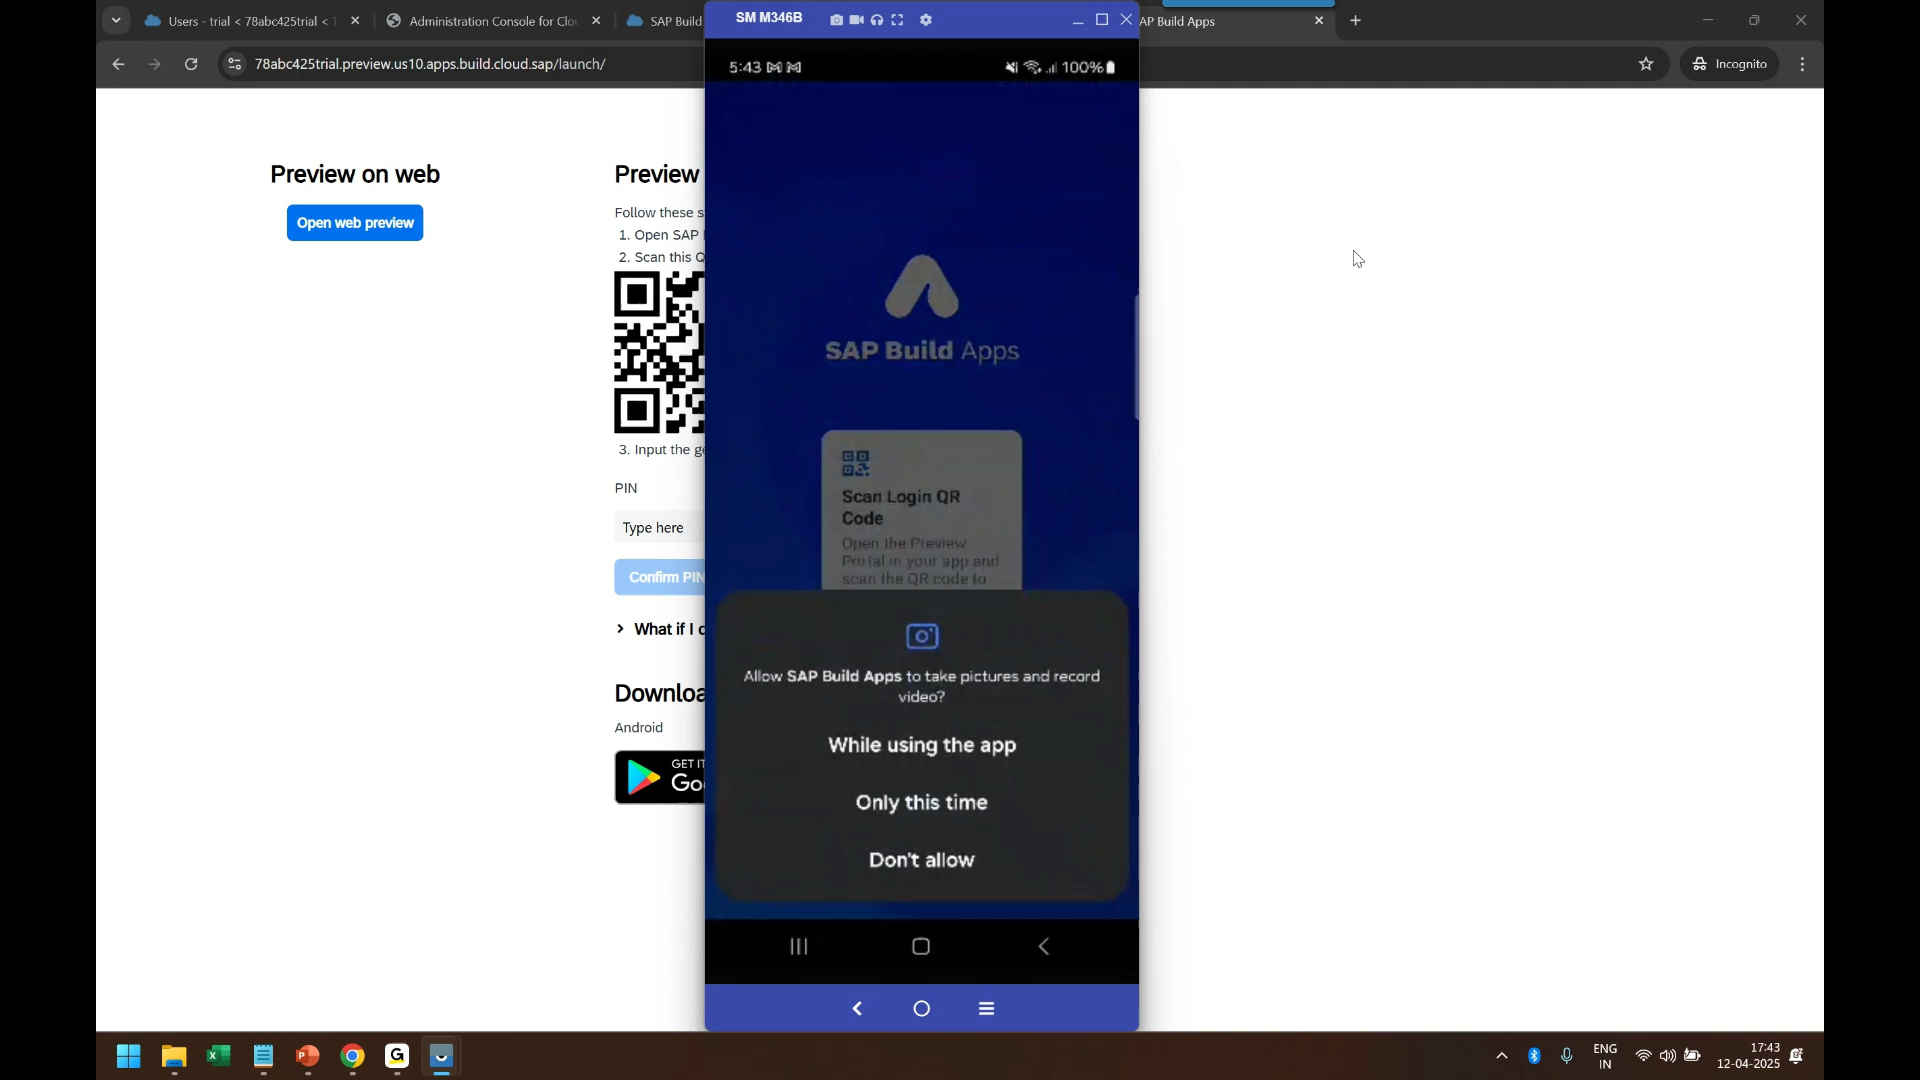 Users - trial < 78abc425trial <
Administration Console for Clo
SAP Build
SM M346B
AP Build Apps
78abc425trial.preview.us10.apps.build.cloud.sap/launch/
Incognito
Preview on web
Open web preview
Preview
Follow these s
1. Open SAP
2. Scan this Q
3. Input the ge
PIN
Type here
Confirm PIN
What if I d
Downloa
Android
GET IT
Goo
5:43
100%
SAP Build Apps
Scan Login QR
Code
Open the Preview
Portal in your app and
scan the QR code to
Allow SAP Build Apps to take pictures and record
video?
While using the app
Only this time
Don't allow
ENG
IN
17:43
12-04-2025